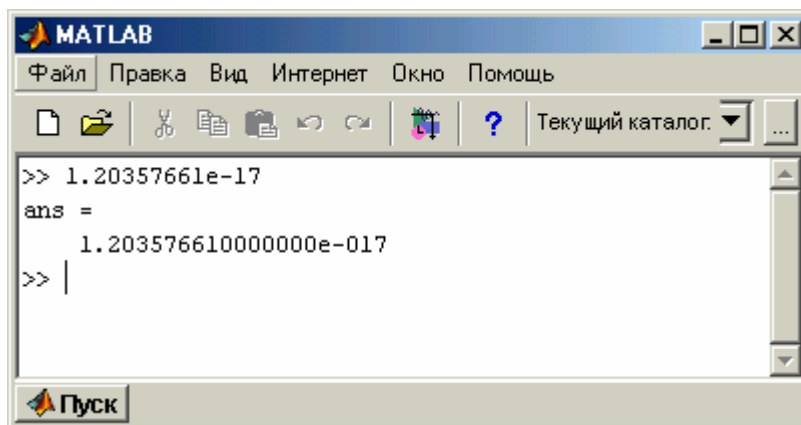 MATLAB
Файл Правка Вид Интернет Окно Помощь
? Текущий каталог: ...
>> 1.20357661e-17
ans =
1.203576610000000e-017
>>
Пуск